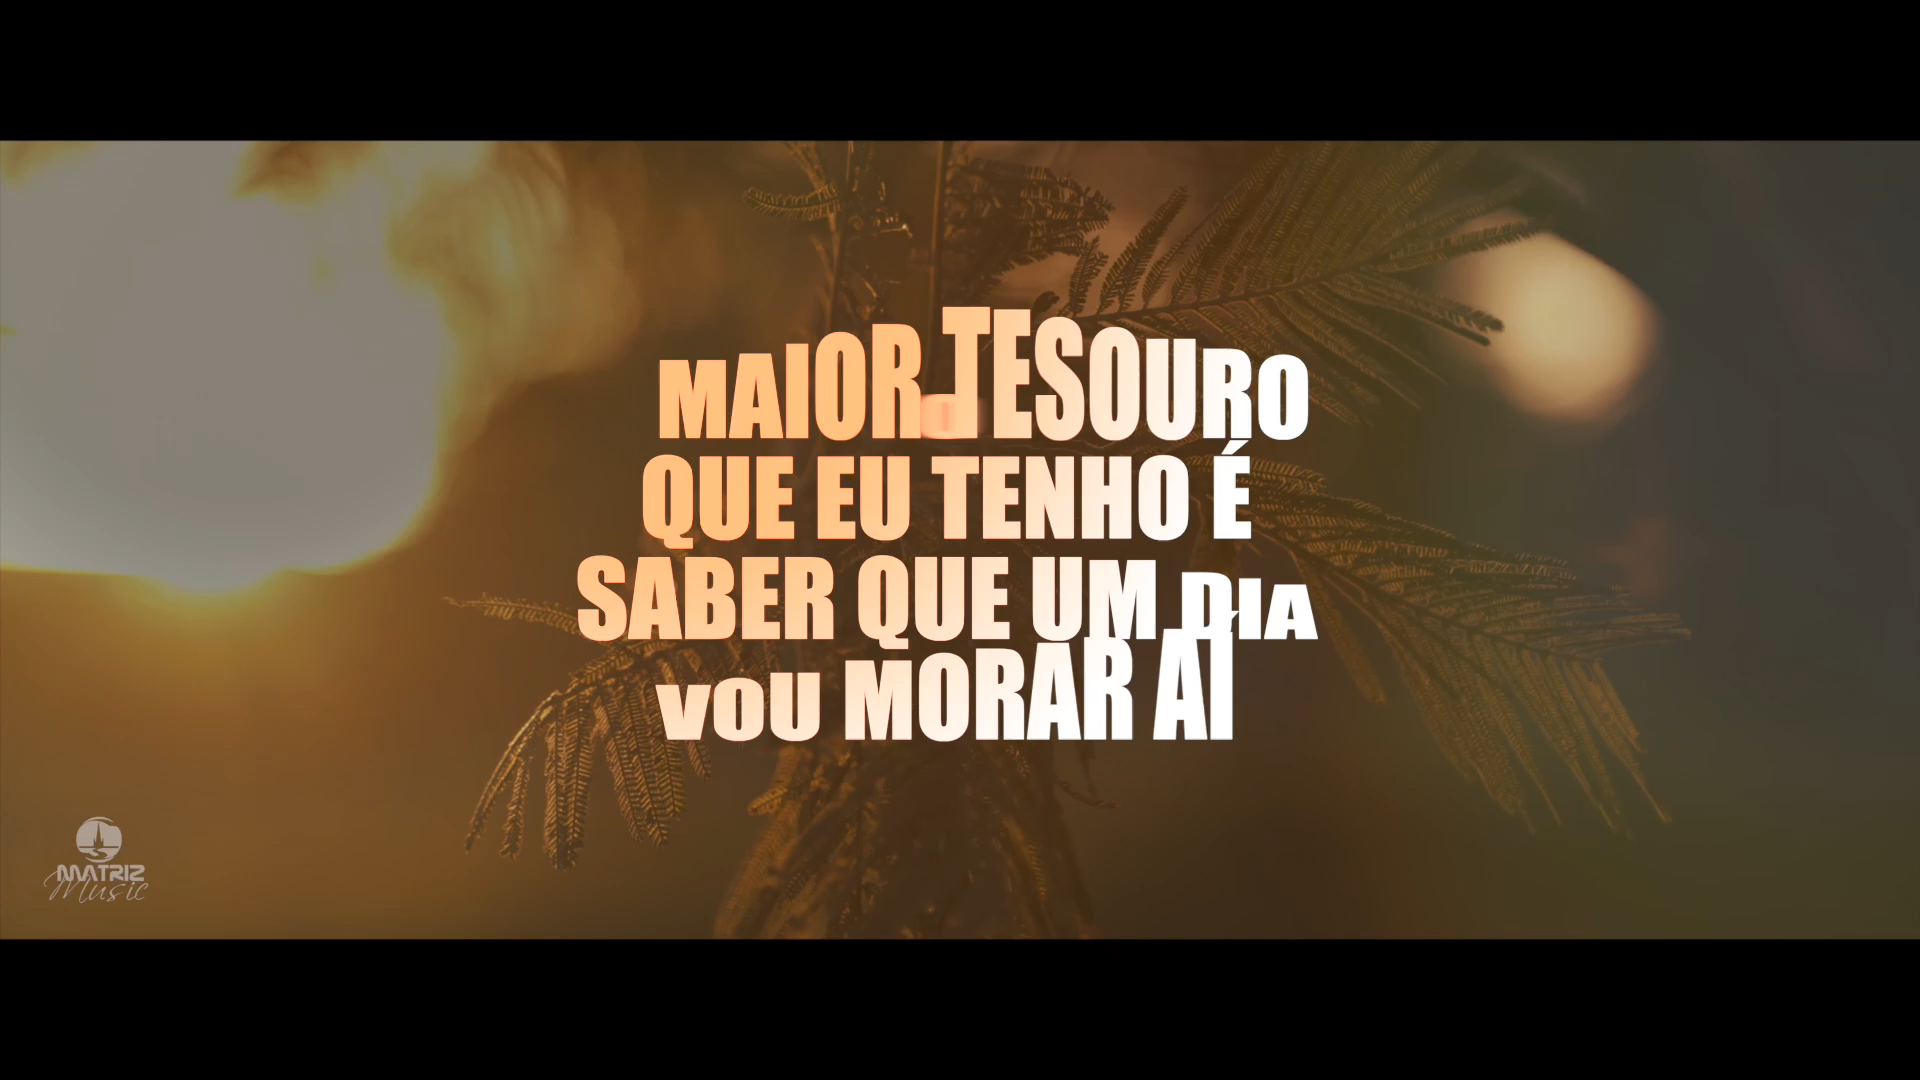 MAIOR TESOURO
QUE EU TENHO É
SABER QUE UM DIA
VOU MORAR AÍ
MATRIZ
Music